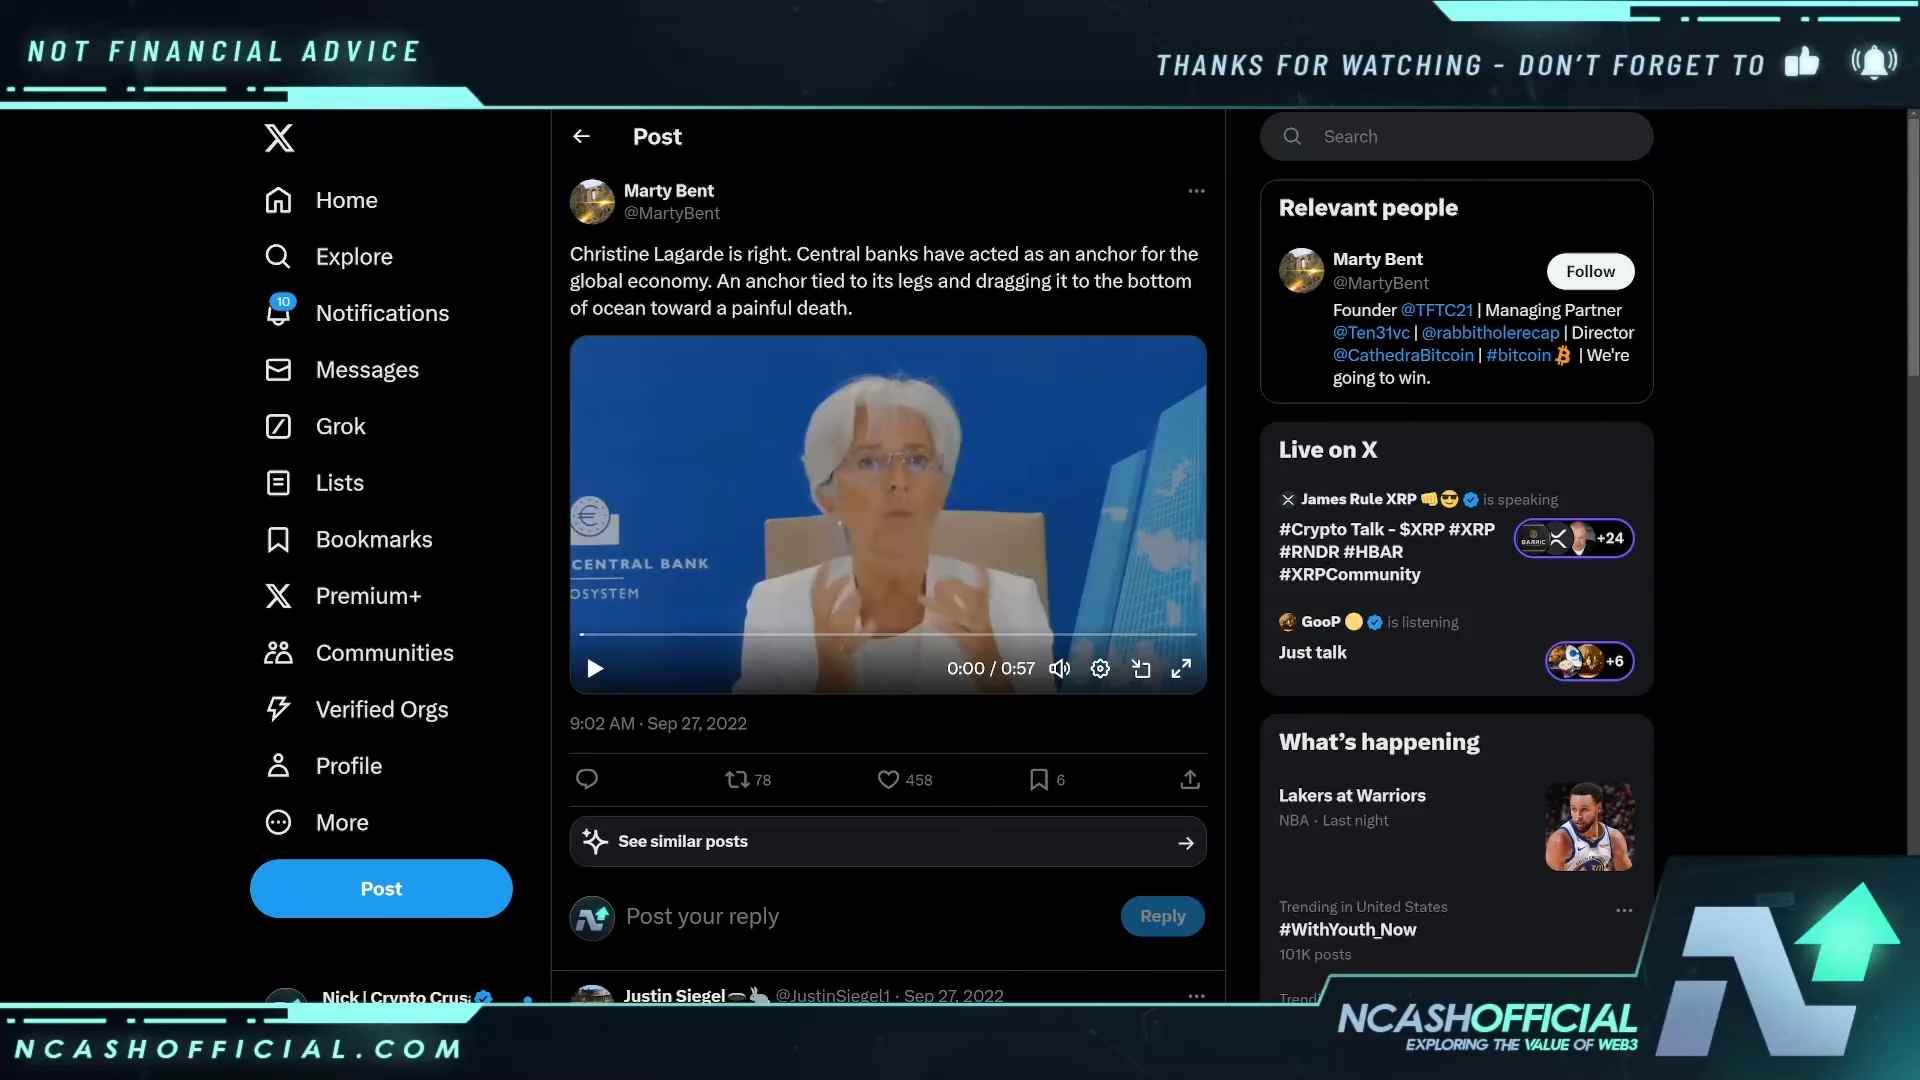 NOT FINANCIAL ADVICE
THANKS FOR WATCHING - DON'T FORGET TO
Home
Explore
10
Notifications
Messages
Grok
Lists
Bookmarks
Premium+
Communities
Verified Orgs
Profile
More
Post
Nick | Crypto Crus
Post
Marty Bent
@MartyBent
Christine Lagarde is right. Central banks have acted as an anchor for the
global economy. An anchor tied to its legs and dragging it to the bottom
of ocean toward a painful death.
CENTRAL BANK
OSYSTEM
0:00 / 0:57
9:02 AM · Sep 27, 2022
78
458
6
See similar posts
Post your reply
Reply
Justin Siegel @JustinSiegel1 · Sep 27, 2022
Search
Relevant people
Marty Bent
@MartyBent
Follow
Founder @TFTC21 | Managing Partner
@Ten31vc | @rabbitholerecap | Director
@CathedraBitcoin | #bitcoin | We're
going to win.
Live on X
James Rule XRP is speaking
#Crypto Talk - $XRP #XRP
#RNDR #HBAR
#XRPCommunity
+24
GooP is listening
Just talk
+6
What's happening
Lakers at Warriors
NBA · Last night
Trending in United States
#WithYouth_Now
101K posts
Trend
NCASHOFFICIAL.COM
NCASHOFFICIAL
EXPLORING THE VALUE OF WEB3